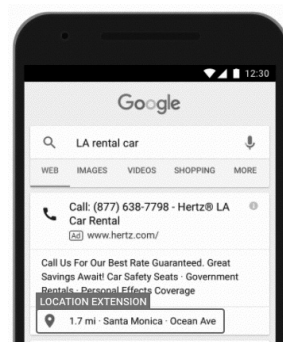 12:30
Google
LA rental car
WEB IMAGES VIDEOS SHOPPING MORE
Call: (877) 638-7798 - Hertz® LA
Car Rental
Ad www.hertz.com/
Call Us For Our Best Rate Guaranteed. Great
Savings Await! Car Safety Seats · Government
Rentals · Personal Effects Coverage
LOCATION EXTENSION
1.7 mi · Santa Monica · Ocean Ave